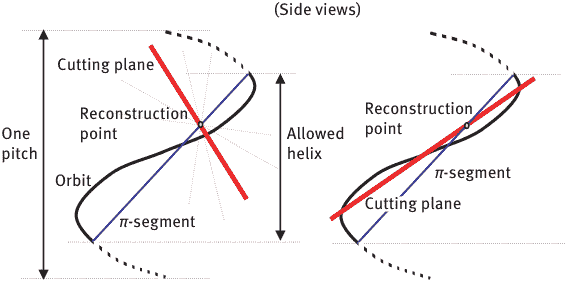 (Side views)
Cutting plane
Reconstruction
point
One
pitch
Orbit
π-segment
Allowed
helix
Reconstruction
point
π-segment
Cutting plane